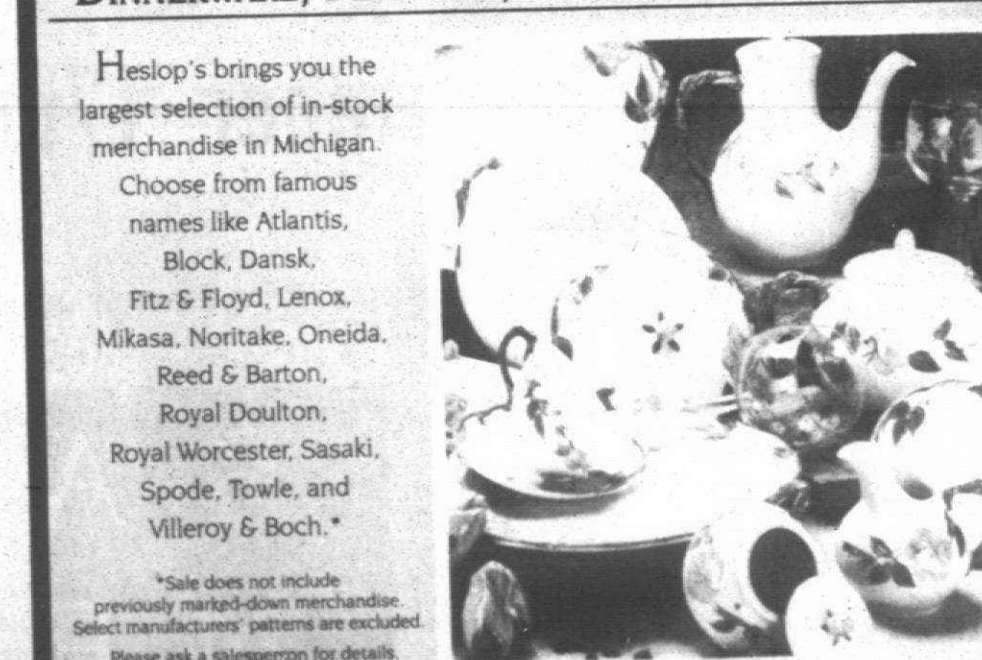 Heslop's brings you the
largest selection of in-stock
merchandise in Michigan.
Choose from famous
names like Atlantis,
Block, Dansk,
Fitz & Floyd, Lenox,
Mikasa, Noritake, Oneida,
Reed & Barton,
Royal Doulton,
Royal Worcester, Sasaki,
Spode, Towle, and
Villeroy & Boch.*
*Sale does not include
previously marked-down merchandise.
Select manufacturers' patterns are excluded.
Please ask a salesperson for details.